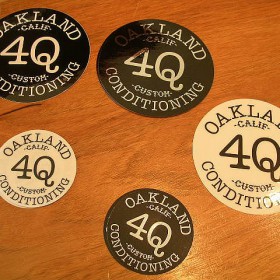 OAKLAND
-CALIF-
4Q
-CUSTOM-
CONDITIONING
OAKLAND
-CALIF-
4Q
-CUSTOM-
CONDITIONING
OAKLAND
-CALIF-
4Q
-CUSTOM-
CONDITIONING
OAKLAND
-CALIF-
4Q
-CUSTOM-
CONDITIONING
OAKLAND
-CALIF-
4Q
-CUSTOM-
CONDITIONING